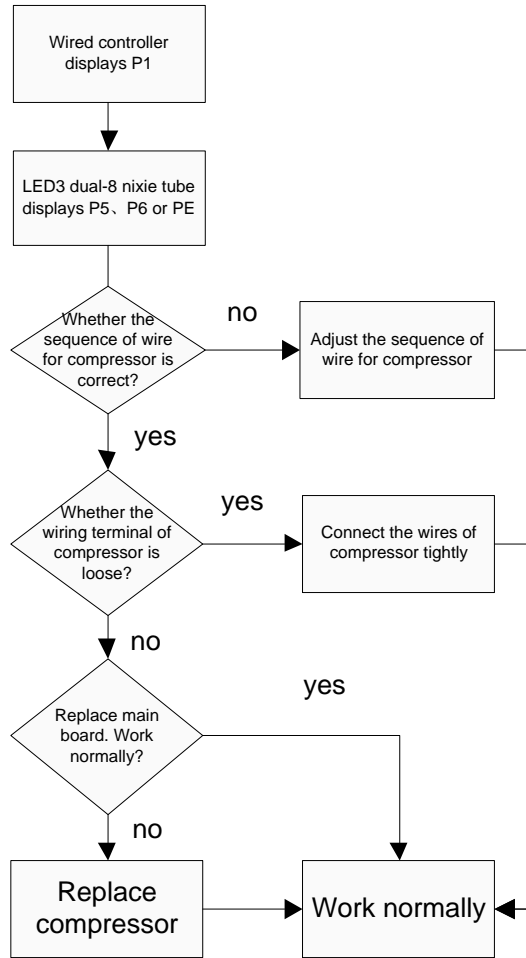 Wired controller
displays P1
LED3 dual-8 nixie tube
displays P5、P6 or PE
Whether the
sequence of wire
for compressor is
correct?
no
Adjust the sequence of
wire for compressor
yes
Whether the
wiring terminal of
compressor is
loose?
yes
Connect the wires of
compressor tightly
no
Replace main
board. Work
normally?
yes
no
Replace
compressor
Work normally